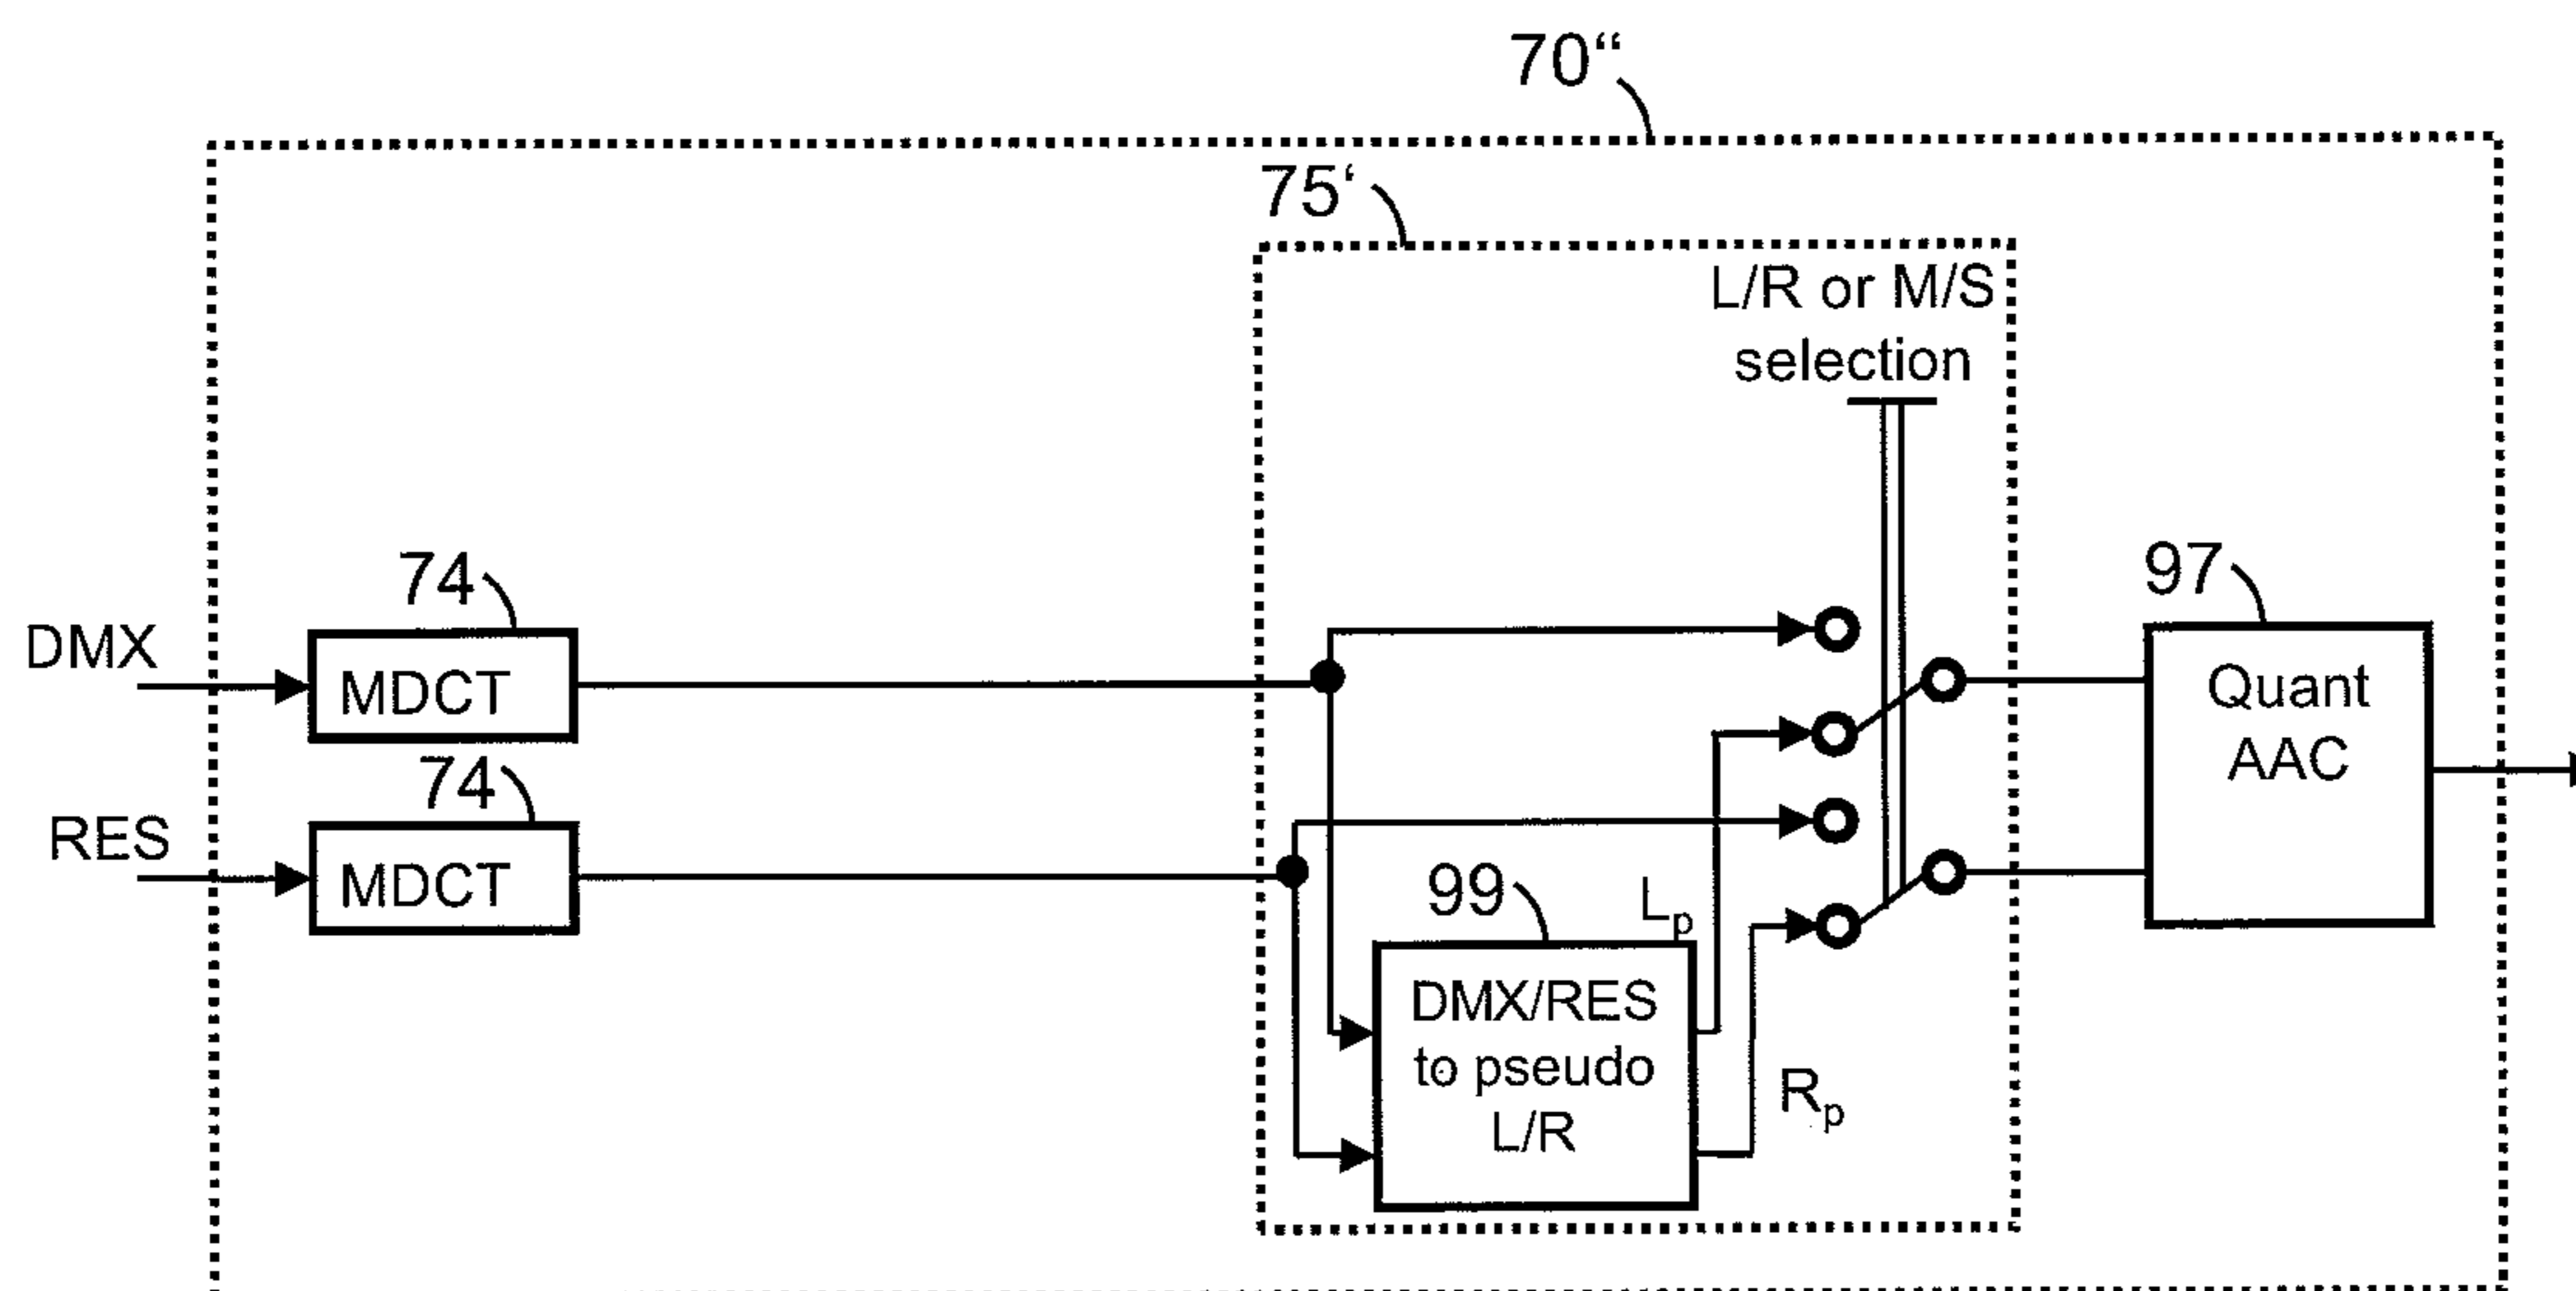 70“
75‘
L/R or M/S
selection
74
DMX
MDCT
97
Quant
AAC
74
RES
MDCT
99
Lp
DMX/RES
to pseudo
L/R
Rp